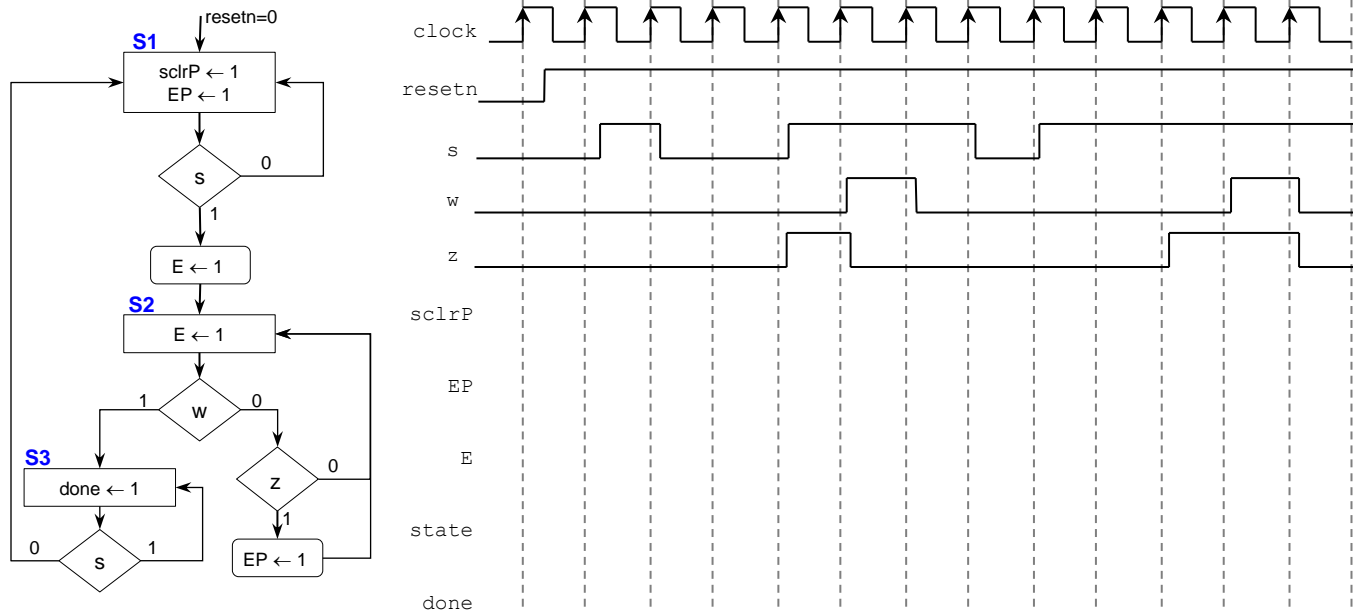 resetn=0
S1
sclrP ← 1
EP ← 1
s
0
1
E ← 1
S2
E ← 1
w
1
0
S3
done ← 1
z
0
1
s
0
1
EP ← 1
clock
resetn
s
w
z
sclrP
EP
E
state
done